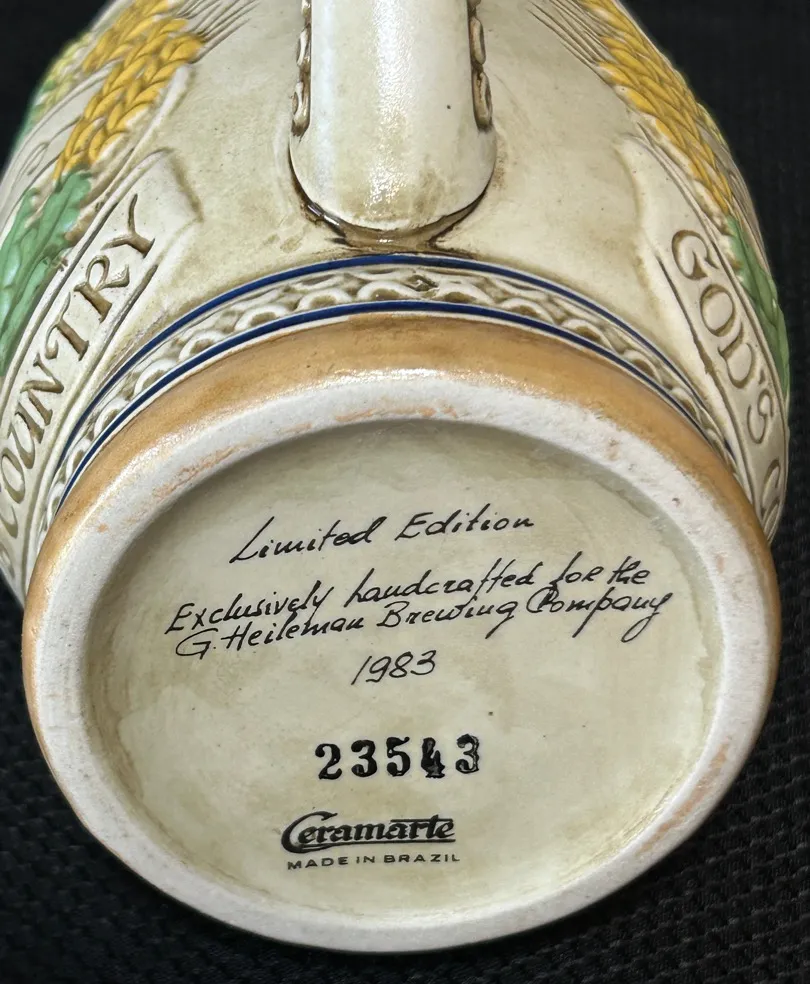 COUNTRY
GOD'S C
Limited Edition
Exclusively handcrafted for the
G. Heileman Brewing Company
1983
23543
Ceramarte
MADE IN BRAZIL